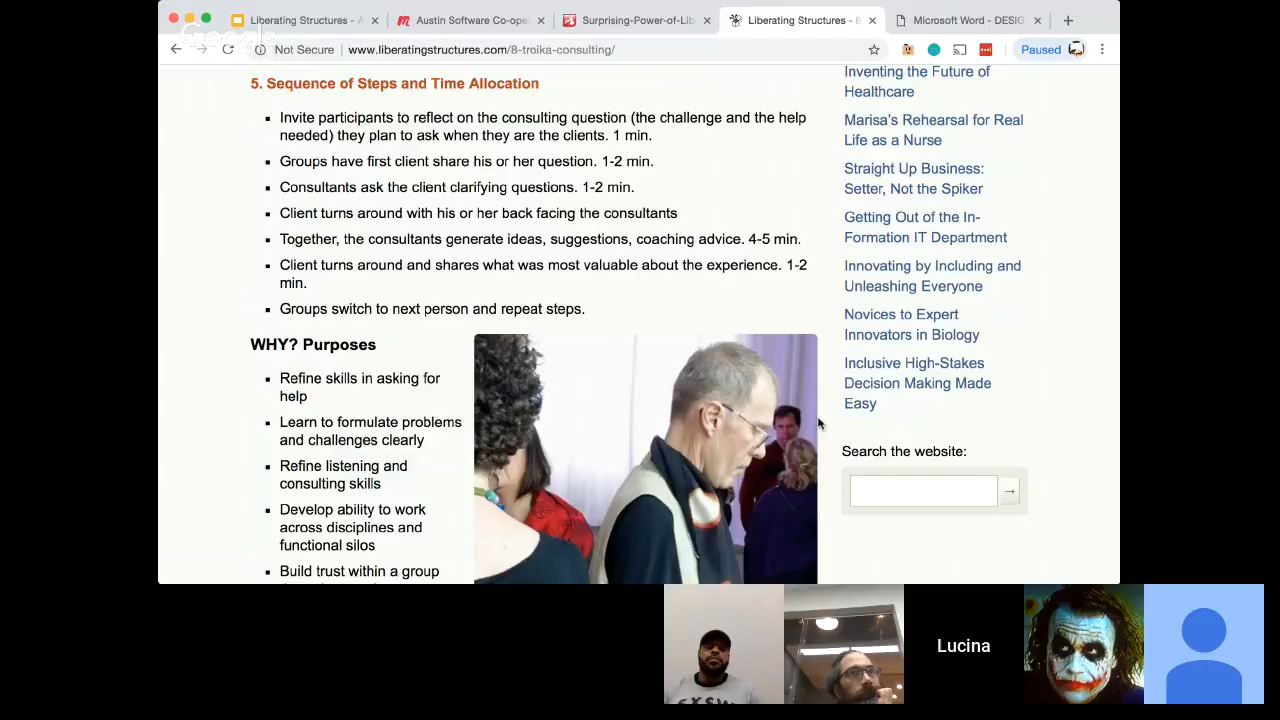 Liberating Structures - A
Austin Software Co-ope
Surprising-Power-of-Lib
Liberating Structures - 8
Microsoft Word - DESIG
Google
Not Secure
www.liberatingstructures.com/8-troika-consulting/
Paused
5. Sequence of Steps and Time Allocation
Invite participants to reflect on the consulting question (the challenge and the help
needed) they plan to ask when they are the clients. 1 min.
Groups have first client share his or her question. 1-2 min.
Consultants ask the client clarifying questions. 1-2 min.
Client turns around with his or her back facing the consultants
Together, the consultants generate ideas, suggestions, coaching advice. 4-5 min.
Client turns around and shares what was most valuable about the experience. 1-2
min.
Groups switch to next person and repeat steps.
WHY? Purposes
Refine skills in asking for
help
Learn to formulate problems
and challenges clearly
Refine listening and
consulting skills
Develop ability to work
across disciplines and
functional silos
Build trust within a group
Inventing the Future of
Healthcare
Marisa's Rehearsal for Real
Life as a Nurse
Straight Up Business:
Setter, Not the Spiker
Getting Out of the In-
Formation IT Department
Innovating by Including and
Unleashing Everyone
Novices to Expert
Innovators in Biology
Inclusive High-Stakes
Decision Making Made
Easy
Search the website:
→
Lucina